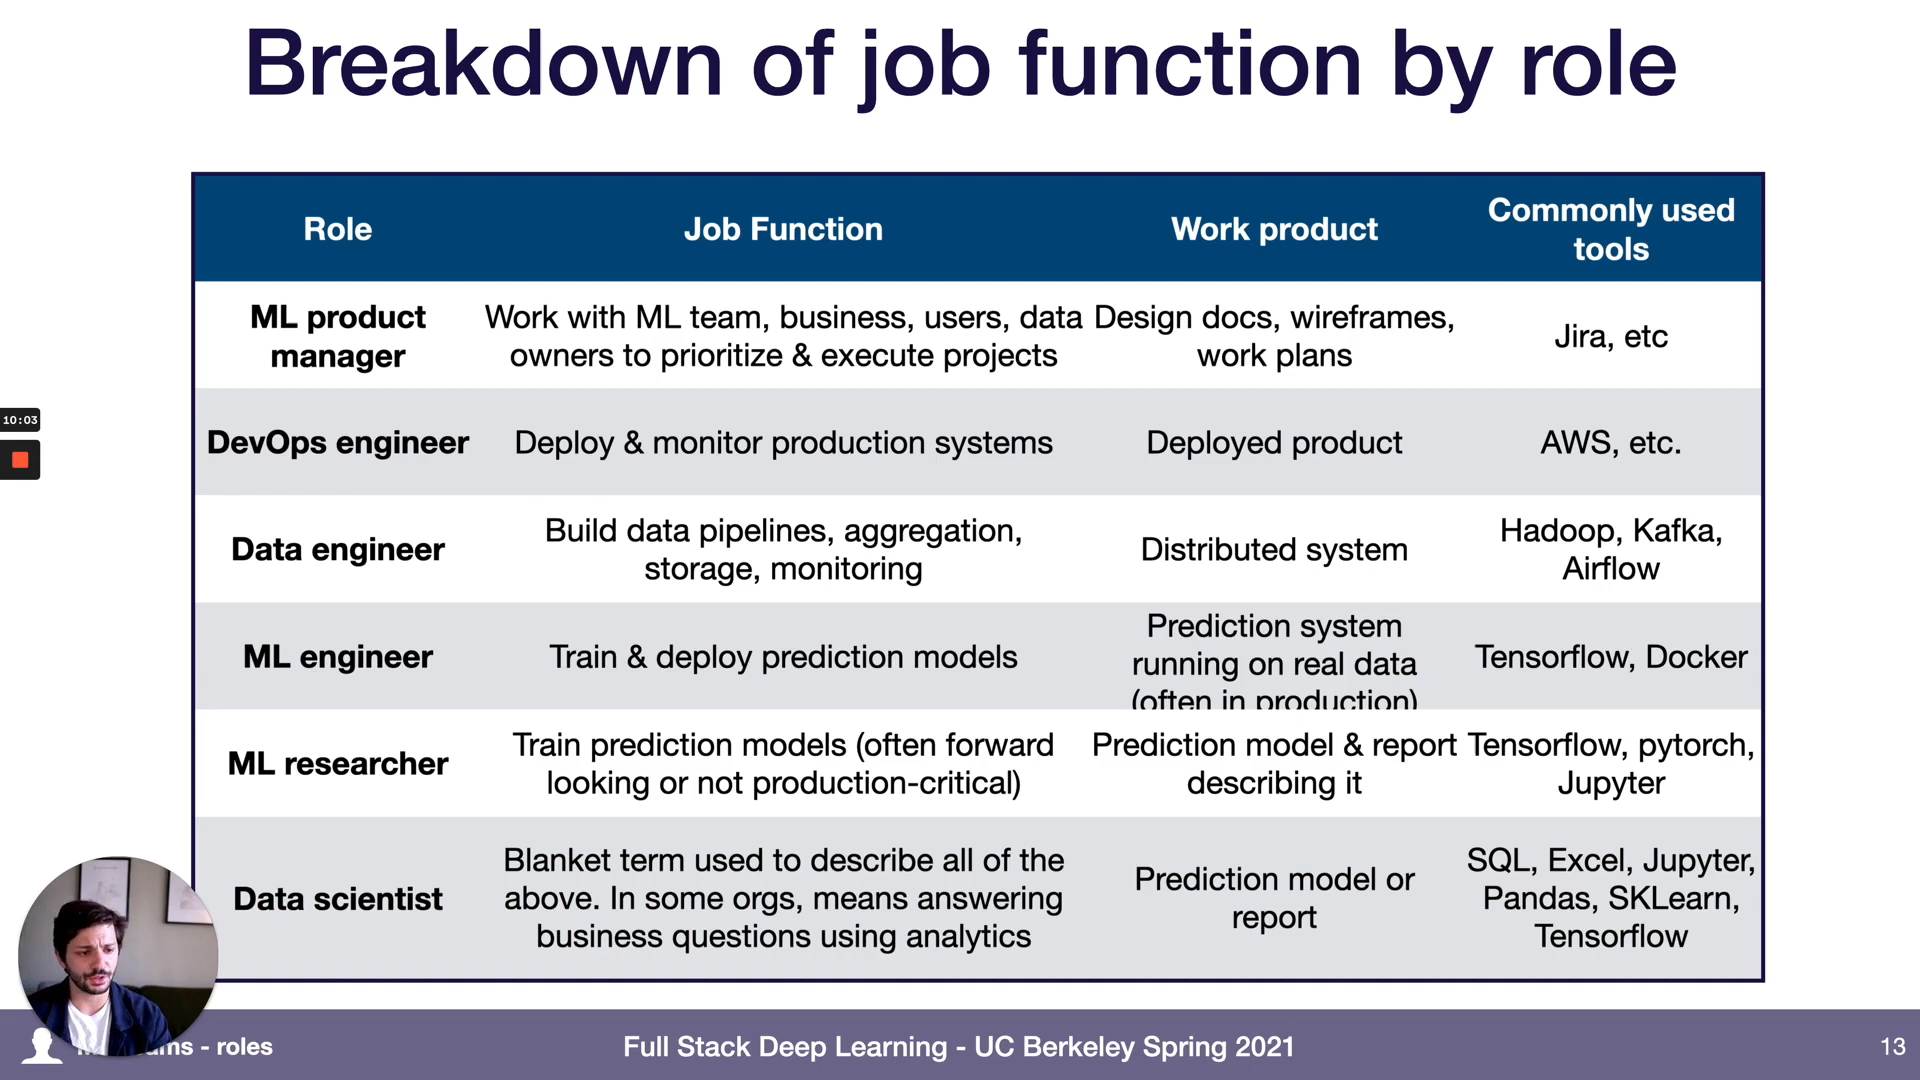 Breakdown of job function by role
Role
Job Function
Work product
Commonly used
tools
ML product
manager
Work with ML team, business, users, data
owners to prioritize & execute projects
Design docs, wireframes,
work plans
Jira, etc
DevOps engineer
Deploy & monitor production systems
Deployed product
AWS, etc.
Data engineer
Build data pipelines, aggregation,
storage, monitoring
Distributed system
Hadoop, Kafka,
Airflow
ML engineer
Train & deploy prediction models
Prediction system
running on real data
(often in production)
Tensorflow, Docker
ML researcher
Train prediction models (often forward
looking or not production-critical)
Prediction model & report
describing it
Tensorflow, pytorch,
Jupyter
Data scientist
Blanket term used to describe all of the
above. In some orgs, means answering
business questions using analytics
Prediction model or
report
SQL, Excel, Jupyter,
Pandas, SKLearn,
Tensorflow
10:03
- roles
Full Stack Deep Learning - UC Berkeley Spring 2021
13